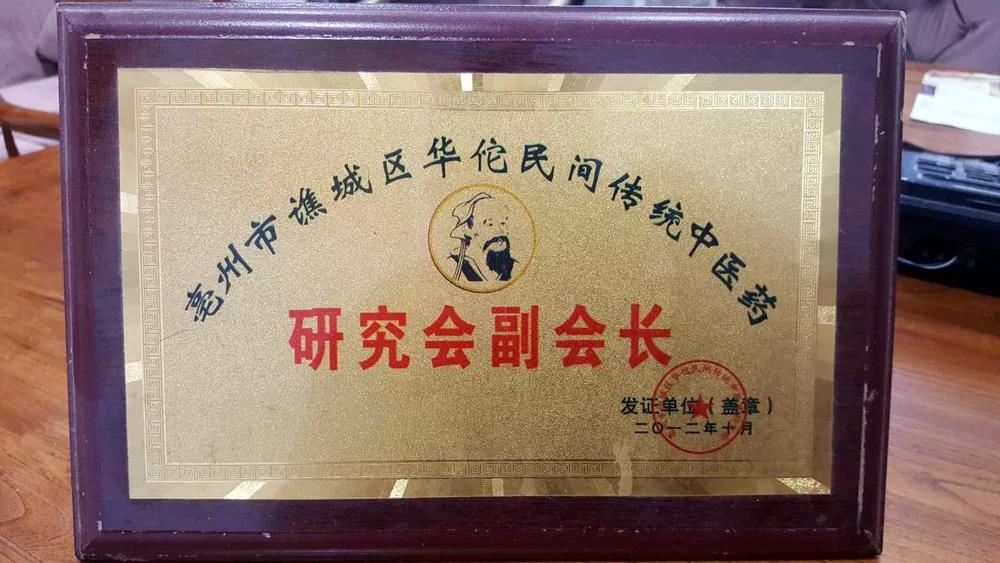 亳州市谯城区华佗民间传统中医药
研究会副会长
发证单位(盖章)
二〇一二年十月